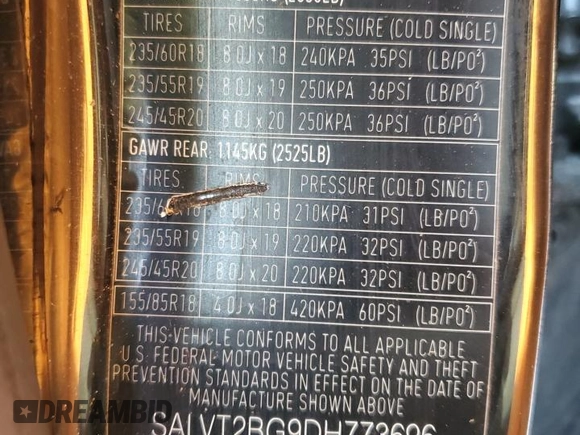 TIRES RIMS PRESSURE (COLD SINGLE)
235/60R18 8.0J x 18 240KPA 35PSI (LB/PO²)
235/55R19 8.0J x 19 250KPA 36PSI (LB/PO²)
245/45R20 8.0J x 20 250KPA 36PSI (LB/PO²)
GAWR REAR. 1145KG (2525LB)
TIRES RIMS PRESSURE (COLD SINGLE)
8.0J x 18 210KPA 31PSI (LB/PO²)
235/55R19 8.0J x 19 220KPA 32PSI (LB/PO²)
245/45R20 8.0J x 20 220KPA 32PSI (LB/PO²)
155/85R18 4.0J x 18 420KPA 60PSI (LB/PO²)
THIS VEHICLE CONFORMS TO ALL APPLICABLE
U.S. FEDERAL MOTOR VEHICLE SAFETY AND THEFT
PREVENTION STANDARDS IN EFFECT ON THE DATE OF
MANUFACTURE SHOWN ABOVE
SALVT2BG9DH773696
DREAMBID